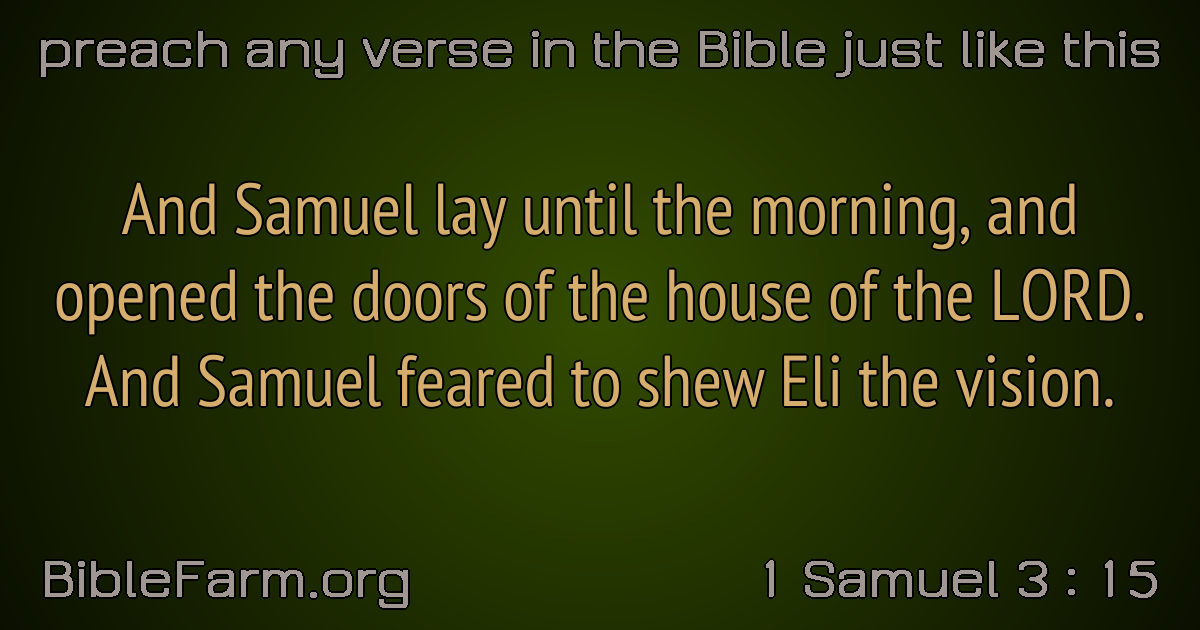 preach any verse in the Bible just like this
And Samuel lay until the morning, and
opened the doors of the house of the LORD.
And Samuel feared to shew Eli the vision.
BibleFarm.org
1 Samuel 3 : 15